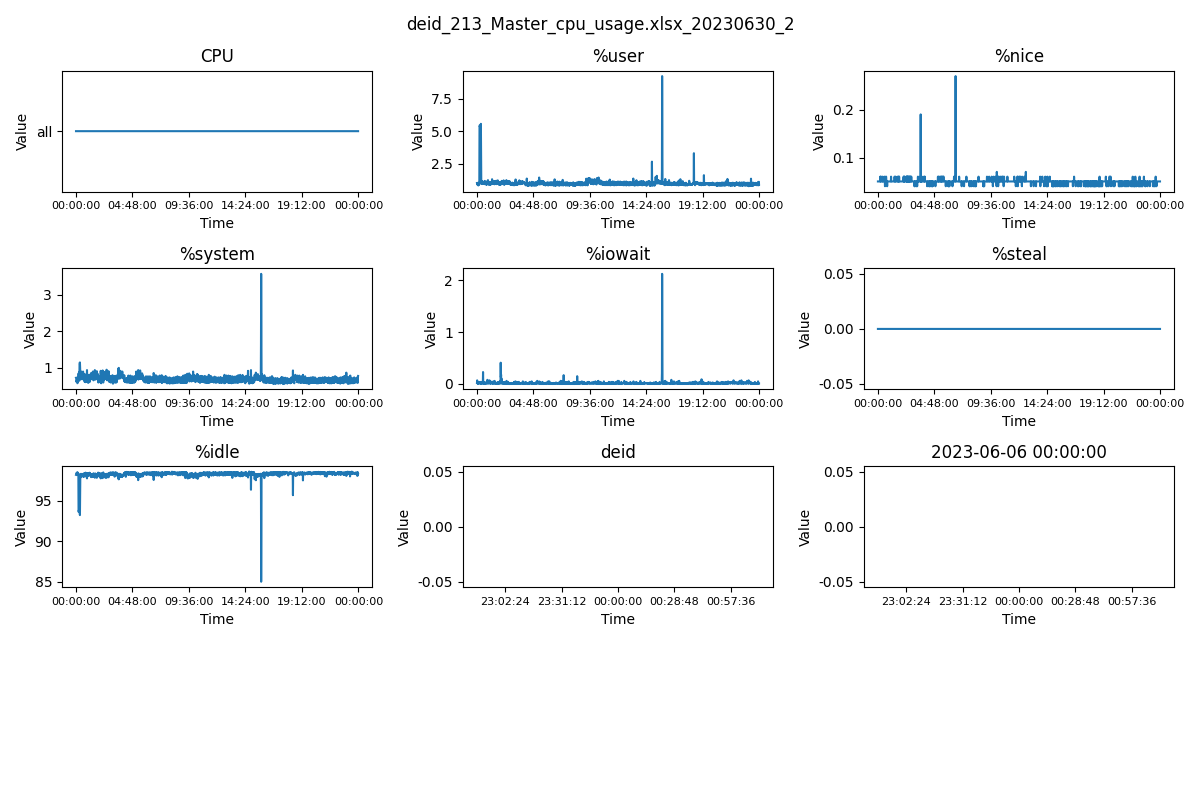 deid_213_Master_cpu_usage.xlsx_20230630_2
CPU
%user
%nice
Value
all
00:00:00 04:48:00 09:36:00 14:24:00 19:12:00 00:00:00
Time
Value
7.5
5.0
2.5
00:00:00 04:48:00 09:36:00 14:24:00 19:12:00 00:00:00
Time
Value
0.2
0.1
00:00:00 04:48:00 09:36:00 14:24:00 19:12:00 00:00:00
Time
%system
%iowait
%steal
Value
3
2
1
00:00:00 04:48:00 09:36:00 14:24:00 19:12:00 00:00:00
Time
Value
2
1
0
00:00:00 04:48:00 09:36:00 14:24:00 19:12:00 00:00:00
Time
Value
0.05
0.00
-0.05
00:00:00 04:48:00 09:36:00 14:24:00 19:12:00 00:00:00
Time
%idle
deid
2023-06-06 00:00:00
Value
95
90
85
00:00:00 04:48:00 09:36:00 14:24:00 19:12:00 00:00:00
Time
Value
0.05
0.00
-0.05
23:02:24 23:31:12 00:00:00 00:28:48 00:57:36
Time
Value
0.05
0.00
-0.05
23:02:24 23:31:12 00:00:00 00:28:48 00:57:36
Time